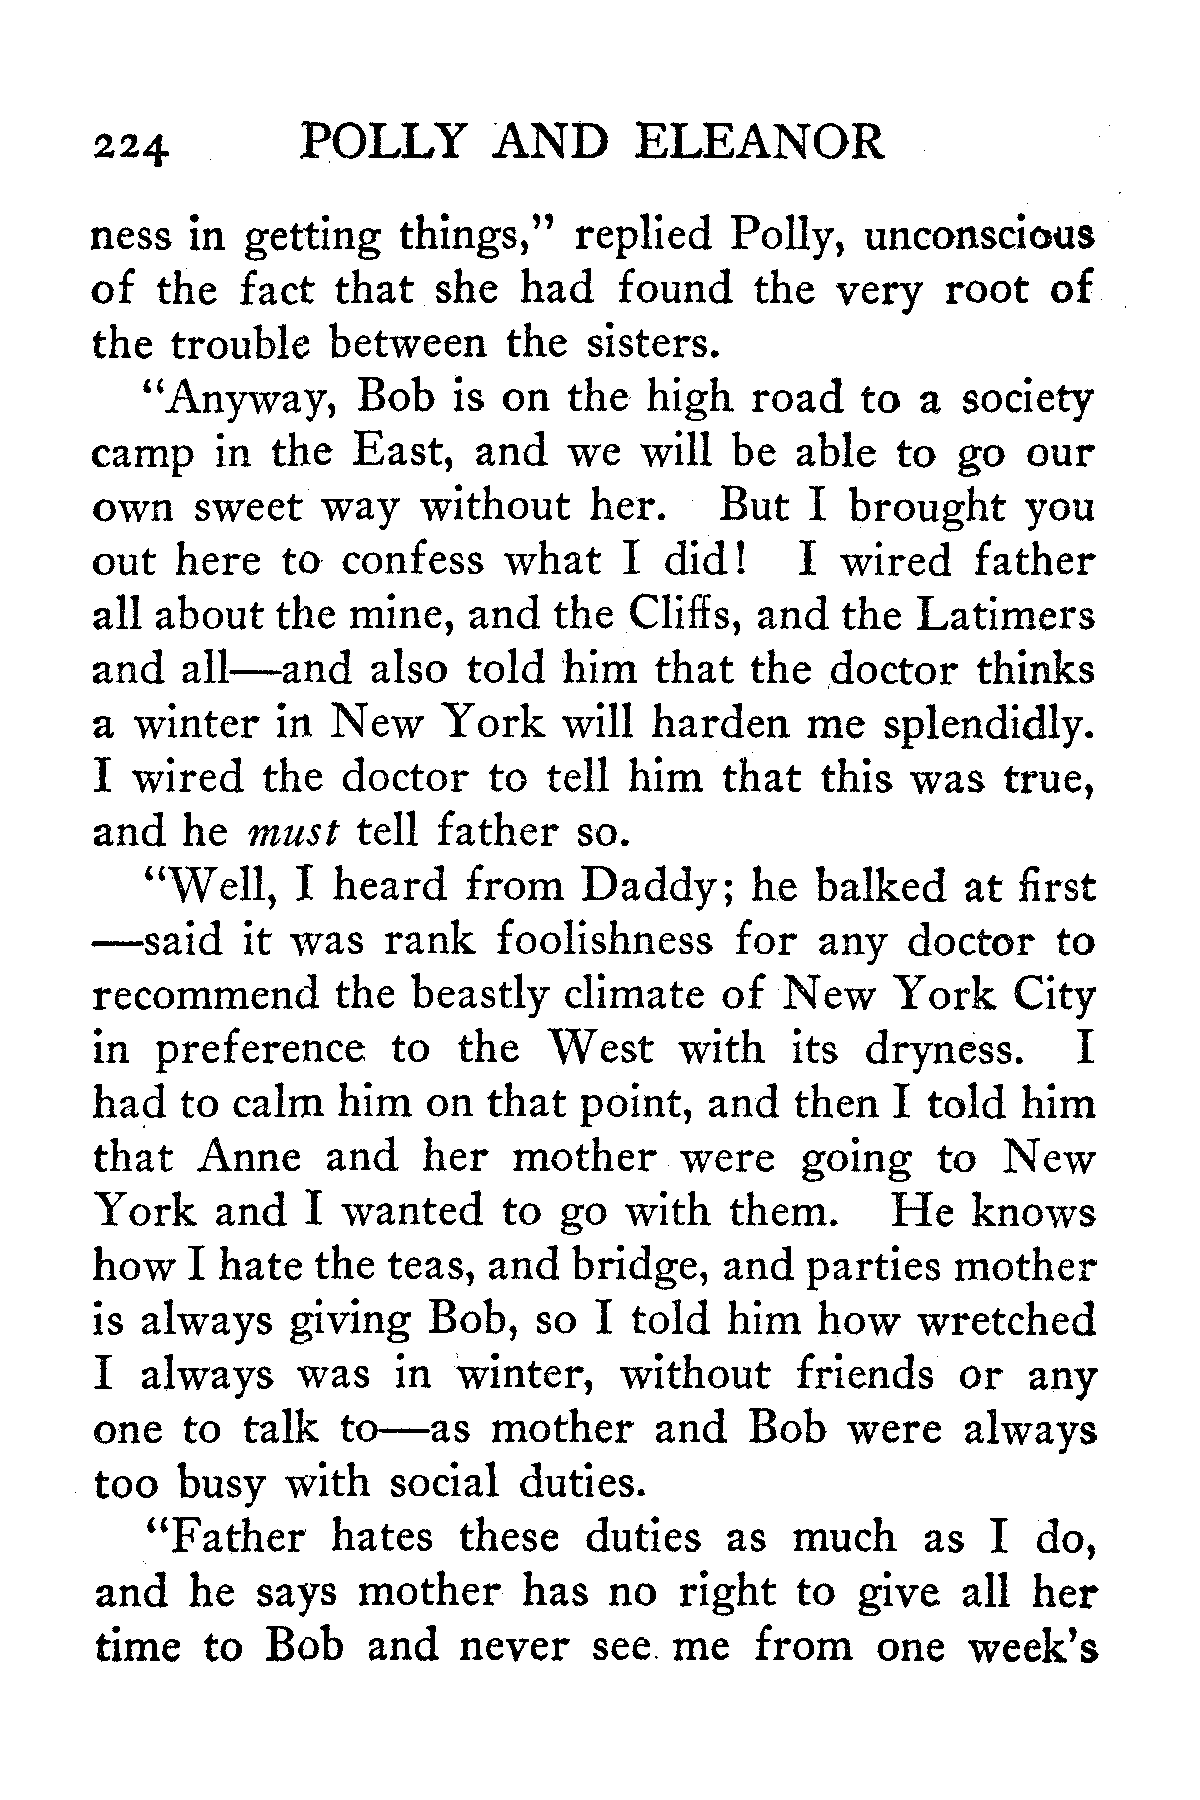 224 POLLY AND ELEANOR
ness in getting things,” replied Polly, unconscious
of the fact that she had found the very root of
the trouble between the sisters.
“Anyway, Bob is on the high road to a society
camp in the East, and we will be able to go our
own sweet way without her. But I brought you
out here to confess what I did! I wired father
all about the mine, and the Cliffs, and the Latimers
and all—and also told him that the doctor thinks
a winter in New York will harden me splendidly.
I wired the doctor to tell him that this was true,
and he must tell father so.
“Well, I heard from Daddy; he balked at first
—said it was rank foolishness for any doctor to
recommend the beastly climate of New York City
in preference to the West with its dryness. I
had to calm him on that point, and then I told him
that Anne and her mother were going to New
York and I wanted to go with them. He knows
how I hate the teas, and bridge, and parties mother
is always giving Bob, so I told him how wretched
I always was in winter, without friends or any
one to talk to—as mother and Bob were always
too busy with social duties.
“Father hates these duties as much as I do,
and he says mother has no right to give all her
time to Bob and never see me from one week’s